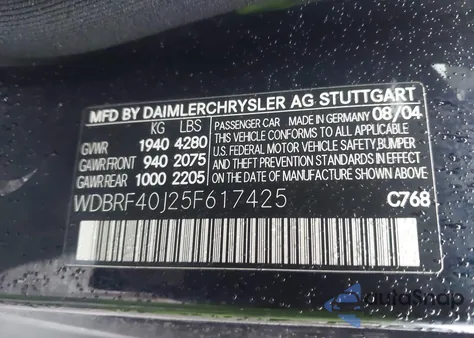 MFD BY DAIMLERCHRYSLER AG STUTTGART
KG LBS
GVWR 1940 4280
GAWR FRONT 940 2075
GAWR REAR 1000 2205
PASSENGER CAR MADE IN GERMANY 08/04
THIS VEHICLE CONFORMS TO ALL APPLICABLE
U.S. FEDERAL MOTOR VEHICLE SAFETY, BUMPER
AND THEFT PREVENTION STANDARDS IN EFFECT
ON THE DATE OF MANUFACTURE SHOWN ABOVE
WDBRF40J25F617425
C768
AutoSnap